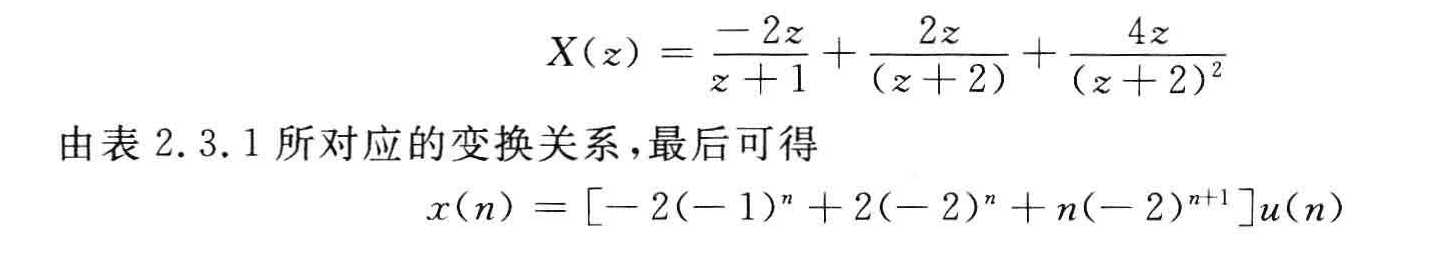 X(z) = \frac{-2z}{z+1} + \frac{2z}{(z+2)} + \frac{4z}{(z+2)^2}
由表 2.3.1 所对应的变换关系,最后可得
x(n) = [-2(-1)^n + 2(-2)^n + n(-2)^{n+1}]u(n)